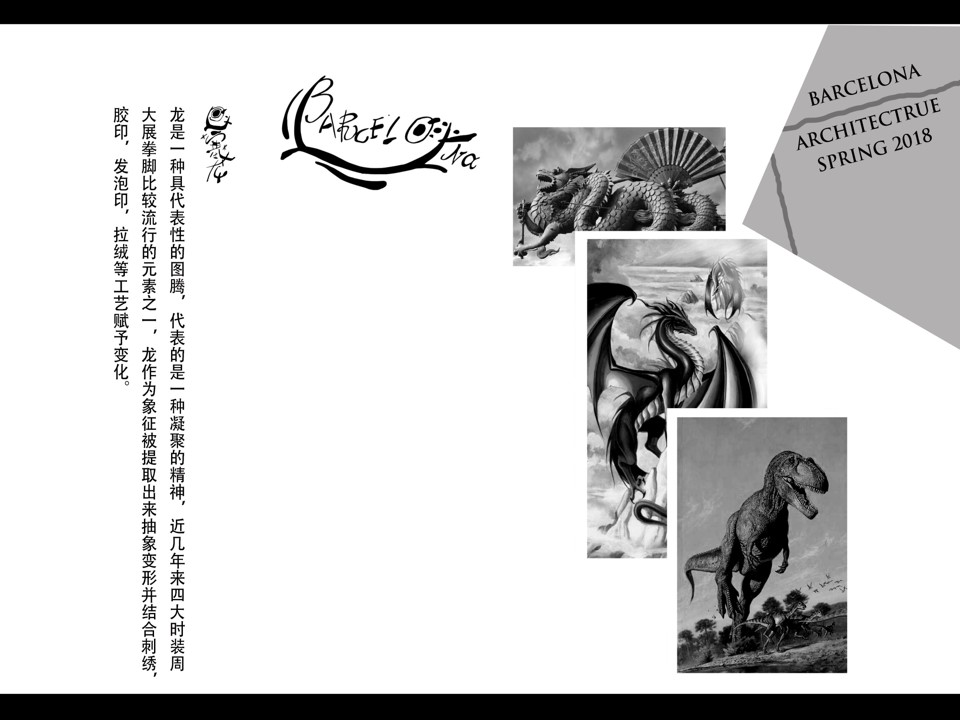 BARCELONA
ARCHITECTRUE
SPRING 2018
BARCELONA
龙是一种具代表性的图腾，代表的是一种凝聚的精神，近几年来四大时装周
大展拳脚比较流行的元素之一，龙作为象征被提取出来抽象变形并结合刺绣，
胶印，发泡印，拉绒等工艺赋予变化。